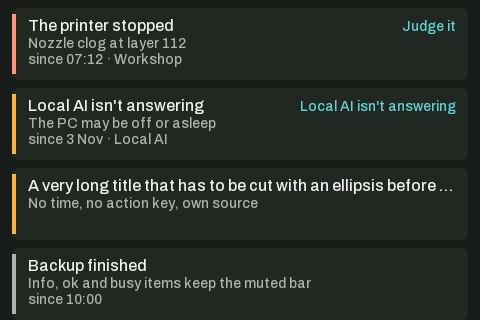 The printer stopped Judge it
Nozzle clog at layer 112
since 07:12 · Workshop
Local AI isn't answering Local AI isn't answering
The PC may be off or asleep
since 3 Nov · Local AI
A very long title that has to be cut with an ellipsis before …
No time, no action key, own source
Backup finished
Info, ok and busy items keep the muted bar
since 10:00